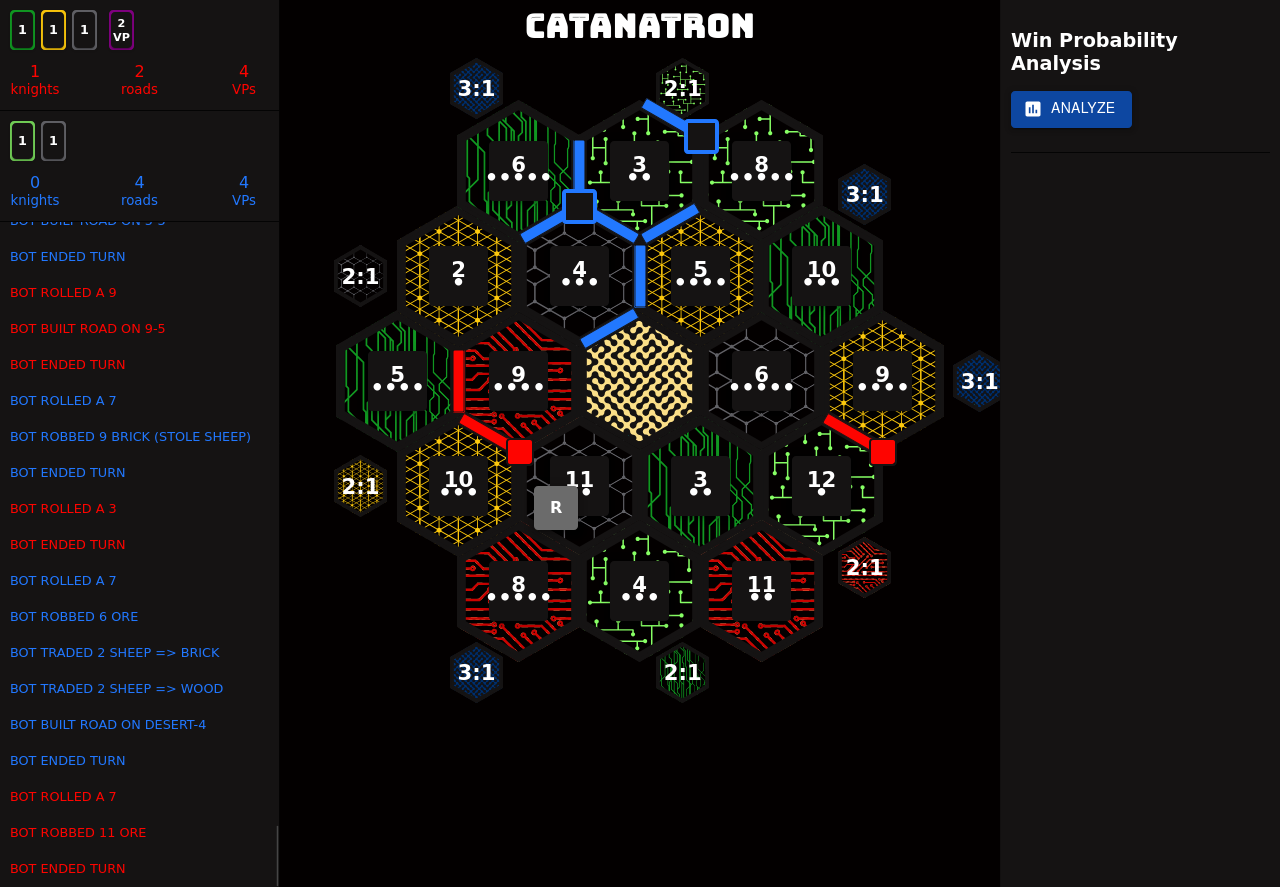 CATANATRON
1 1 1 2 VP
1 2 4
knights roads VPs
1 1
0 4 4
knights roads VPs
BOT ENDED TURN
BOT ROLLED A 9
BOT BUILT ROAD ON 9-5
BOT ENDED TURN
BOT ROLLED A 7
BOT ROBBED 9 BRICK (STOLE SHEEP)
BOT ENDED TURN
BOT ROLLED A 3
BOT ENDED TURN
BOT ROLLED A 7
BOT ROBBED 6 ORE
BOT TRADED 2 SHEEP => BRICK
BOT TRADED 2 SHEEP => WOOD
BOT BUILT ROAD ON DESERT-4
BOT ENDED TURN
BOT ROLLED A 7
BOT ROBBED 11 ORE
BOT ENDED TURN
3:1 2:1
6 3 8
3:1
2:1 2 4 5 10
5 9 6 9 3:1
2:1 10 11 3 12
R
8 4 11 2:1
3:1 2:1
Win Probability
Analysis
ANALYZE